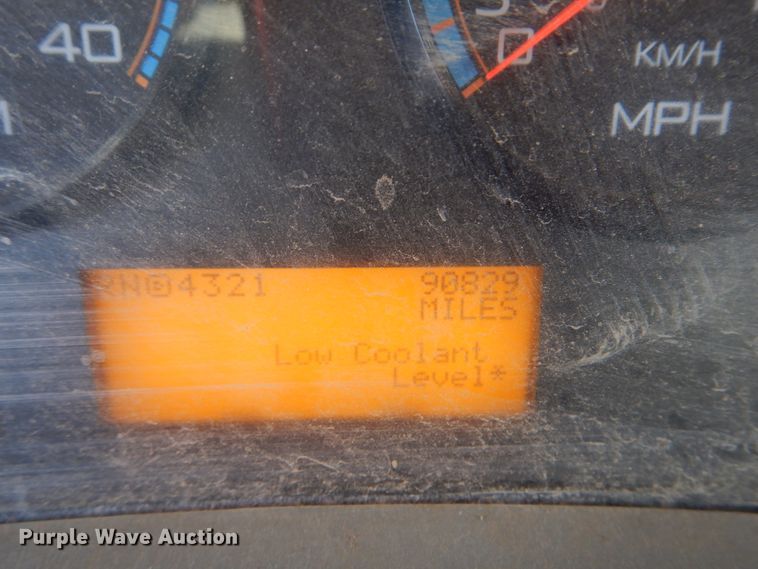 40
0
KM/H
MPH
4321 90829
MILES
Low Coolant
Level*
Purple Wave Auction®